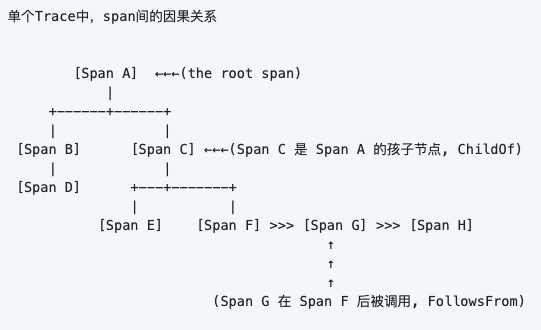 单个Trace中，span间的因果关系
[Span A]  ←←←(the root span)
            |
     +------+------+
     |             |
 [Span B]      [Span C] ←←←(Span C 是 Span A 的孩子节点, ChildOf)
     |             |
 [Span D]      +---+-------+
               |           |
           [Span E]    [Span F] >>> [Span G] >>> [Span H]
                                       ↑
                                       ↑
                                       ↑
                         (Span G 在 Span F 后被调用, FollowsFrom)